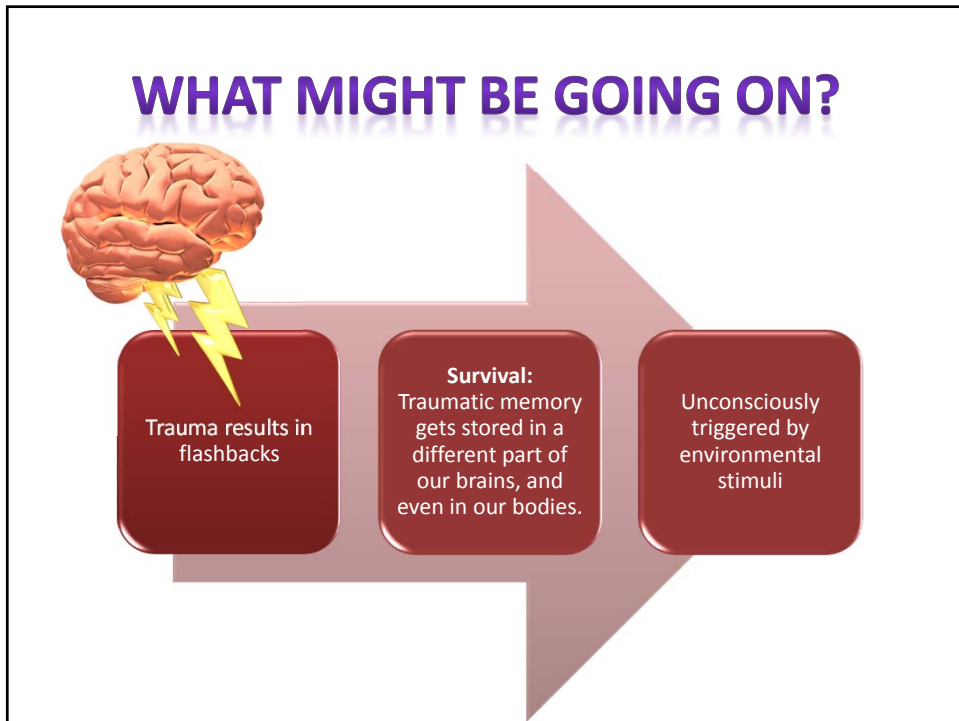 WHAT MIGHT BE GOING ON?
Trauma results in
flashbacks
Survival:
Traumatic memory
gets stored in a
different part of
our brains, and
even in our bodies.
Unconsciously
triggered by
environmental
stimuli